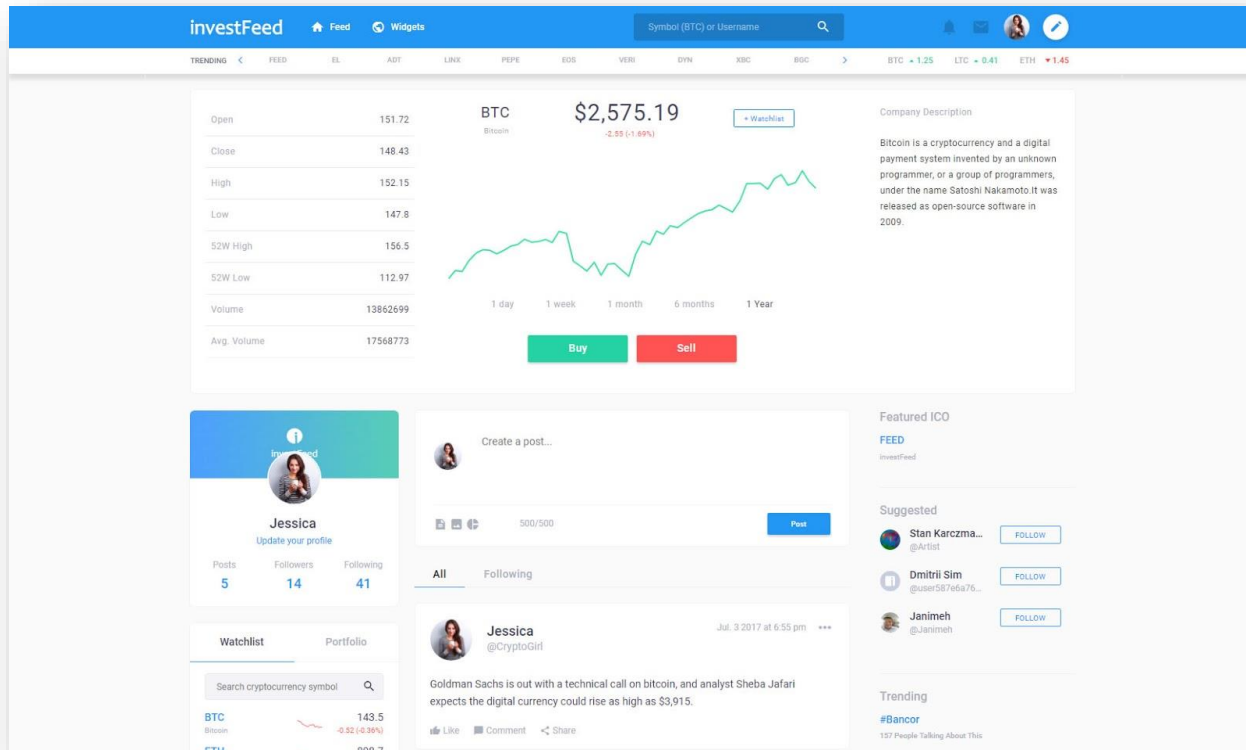 investFeed Feed Widgets Symbol (BTC) or Username
TRENDING < FEED EL ADT LINX PEPE EOS VERI DYN XBC BGC > BTC 1.25 LTC 0.41 ETH 1.45
Open 151.72
Close 148.43
High 152.15
Low 147.8
52W High 156.5
52W Low 112.97
Volume 13862699
Avg. Volume 17568773
BTC $2,575.19 + Watchlist
Bitcoin -2.55 (-1.69%)
1 day 1 week 1 month 6 months 1 Year
Buy Sell
Company Description
Bitcoin is a cryptocurrency and a digital
payment system invented by an unknown
programmer, or a group of programmers,
under the name Satoshi Nakamoto.It was
released as open-source software in
2009.
Jessica
Update your profile
Posts Followers Following
5 14 41
Watchlist Portfolio
Search cryptocurrency symbol
BTC 143.5
Bitcoin -0.52 (-0.36%)
Create a post...
500/500 Post
All Following
Jessica Jul. 3 2017 at 6:55 pm
@CryptoGirl
Goldman Sachs is out with a technical call on bitcoin, and analyst Sheba Jafari
expects the digital currency could rise as high as $3,915.
Like Comment Share
Featured ICO
FEED
investFeed
Suggested
Stan Karczma... FOLLOW
@Artist
Dmitrii Sim FOLLOW
@user587e6a76...
Janimeh FOLLOW
@Janimeh
Trending
#Bancor
157 People Talking About This